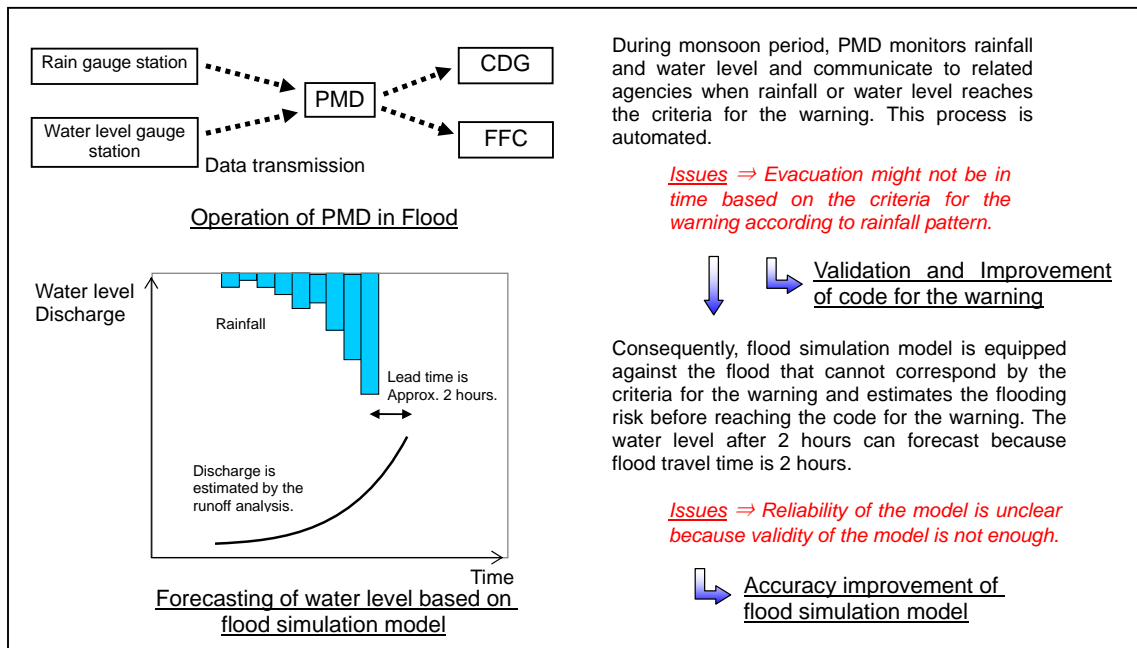 Rain gauge station
Water level gauge
station
PMD
CDG
FFC
Data transmission
Operation of PMD in Flood
Water level
Discharge
Rainfall
Lead time is
Approx. 2 hours.
Discharge is
estimated by the
runoff analysis.
Time
Forecasting of water level based on
flood simulation model
During monsoon period, PMD monitors rainfall
and water level and communicate to related
agencies when rainfall or water level reaches
the criteria for the warning. This process is
automated.
Issues ⇒ Evacuation might not be in
time based on the criteria for the
warning according to rainfall pattern.
Validation and Improvement
of code for the warning
Consequently, flood simulation model is equipped
against the flood that cannot correspond by the
criteria for the warning and estimates the flooding
risk before reaching the code for the warning. The
water level after 2 hours can forecast because
flood travel time is 2 hours.
Issues ⇒ Reliability of the model is unclear
because validity of the model is not enough.
Accuracy improvement of
flood simulation model